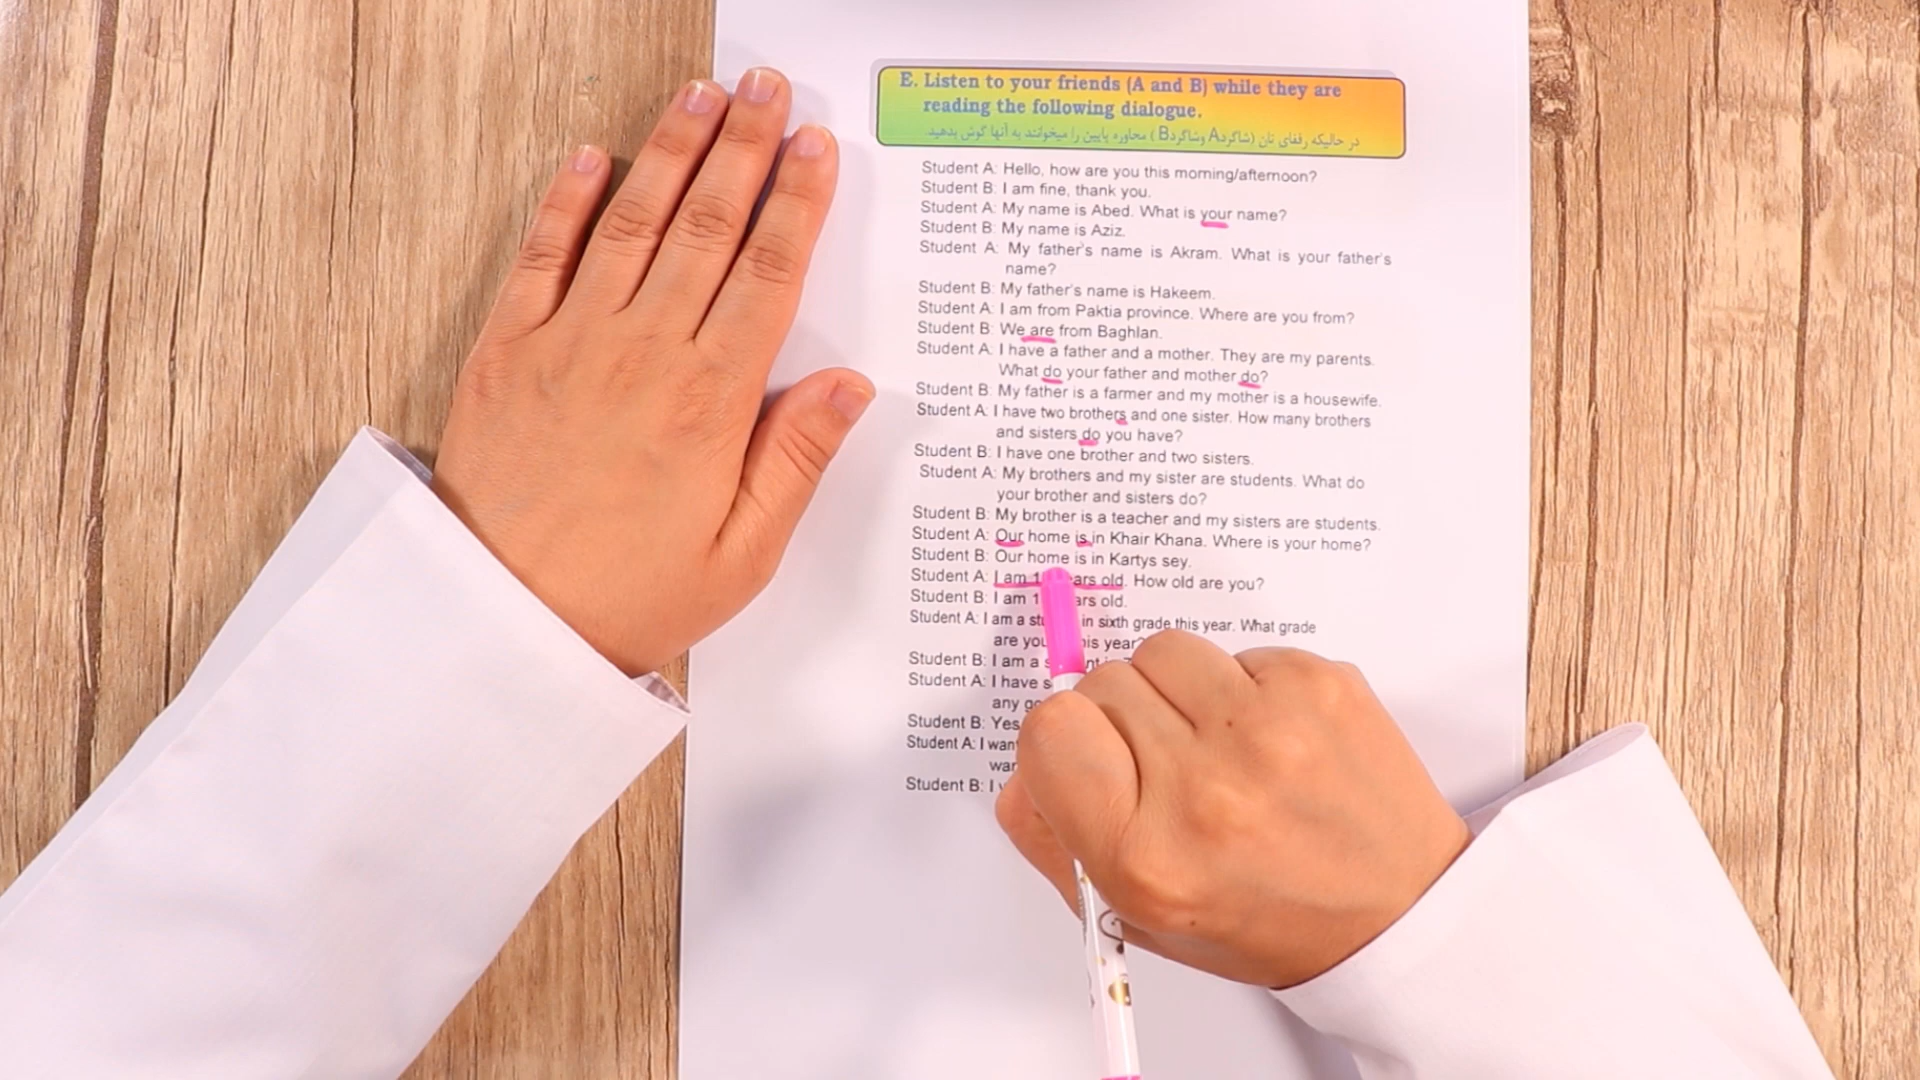 E. Listen to your friends (A and B) while they are
reading the following dialogue.
در حالیکه رفقای تان (شاگرد A وشاگرد B ) محاوره پایین را میخوانند به آنها گوش بدهید.
Student A: Hello, how are you this morning/afternoon?
Student B: I am fine, thank you.
Student A: My name is Abed. What is your name?
Student B: My name is Aziz.
Student A: My father's name is Akram. What is your father's
name?
Student B: My father's name is Hakeem.
Student A: I am from Paktia province. Where are you from?
Student B: We are from Baghlan.
Student A: I have a father and a mother. They are my parents.
What do your father and mother do?
Student B: My father is a farmer and my mother is a housewife.
Student A: I have two brothers and one sister. How many brothers
and sisters do you have?
Student B: I have one brother and two sisters.
Student A: My brothers and my sister are students. What do
your brother and sisters do?
Student B: My brother is a teacher and my sisters are students.
Student A: Our home is in Khair Khana. Where is your home?
Student B: Our home is in Kartys sey.
Student A: I am old. How old are you?
Student B: I am old.
Student A: I am a in sixth grade this year. What grade
are you
Student B: I am a
Student A: I have
any
Student B: Yes
Student A: I
Student B: I